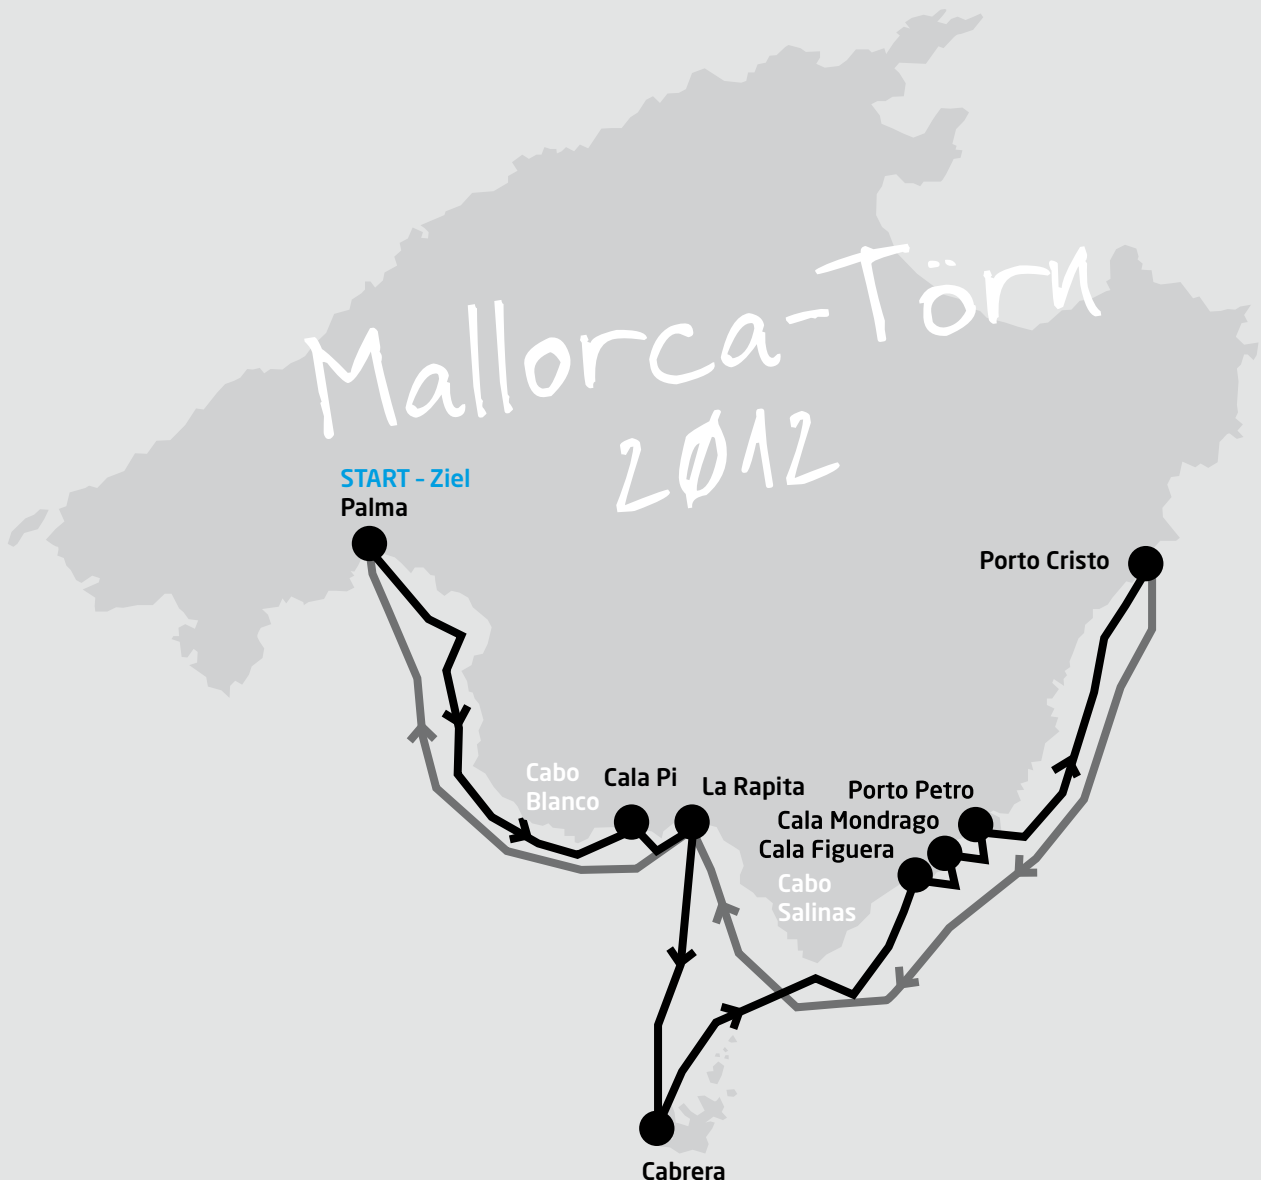 Mallorca-Törn
2Ø12
START – Ziel
Palma
Porto Cristo
Cabo
Blanco
Cala Pi
La Rapita
Porto Petro
Cala Mondrago
Cala Figuera
Cabo
Salinas
Cabrera